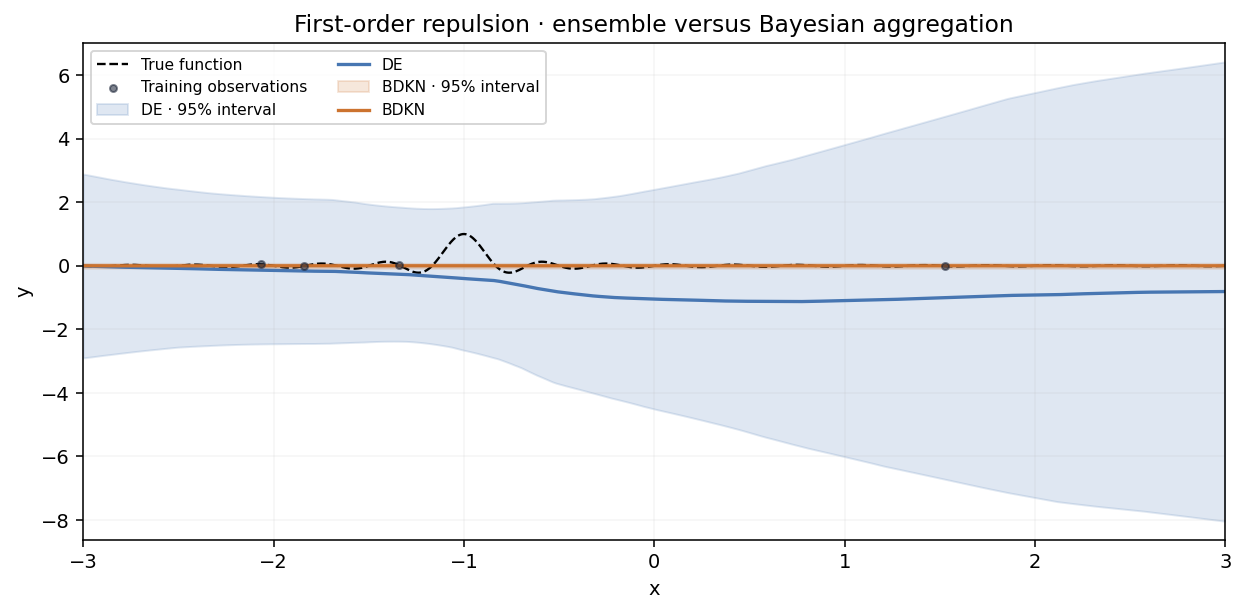 First-order repulsion · ensemble versus Bayesian aggregation
True function
Training observations
DE · 95% interval
DE
BDKN · 95% interval
BDKN
6
4
2
0
−2
−4
−6
−8
y
−3 −2 −1 0 1 2 3
x